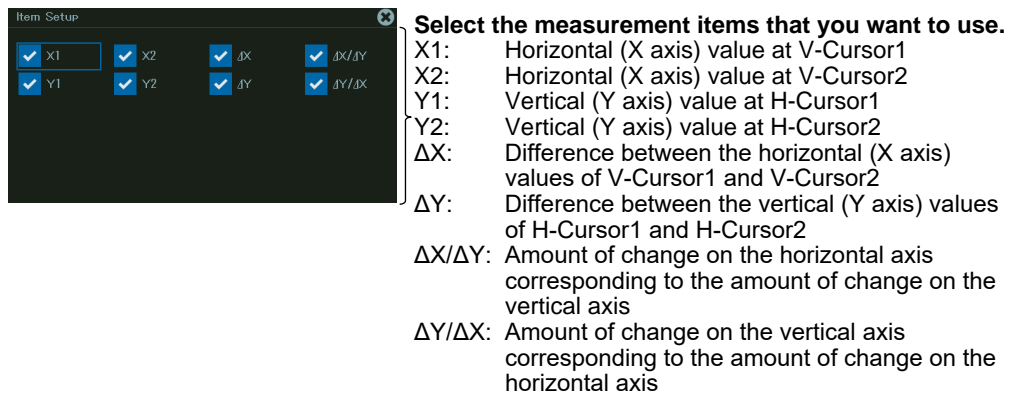 Item Setup
X1 X2 ΔX ΔX/ΔY
Y1 Y2 ΔY ΔY/ΔX
Select the measurement items that you want to use.
X1: Horizontal (X axis) value at V-Cursor1
X2: Horizontal (X axis) value at V-Cursor2
Y1: Vertical (Y axis) value at H-Cursor1
Y2: Vertical (Y axis) value at H-Cursor2
ΔX: Difference between the horizontal (X axis)
values of V-Cursor1 and V-Cursor2
ΔY: Difference between the vertical (Y axis) values
of H-Cursor1 and H-Cursor2
ΔX/ΔY: Amount of change on the horizontal axis
corresponding to the amount of change on the
vertical axis
ΔY/ΔX: Amount of change on the vertical axis
corresponding to the amount of change on the
horizontal axis